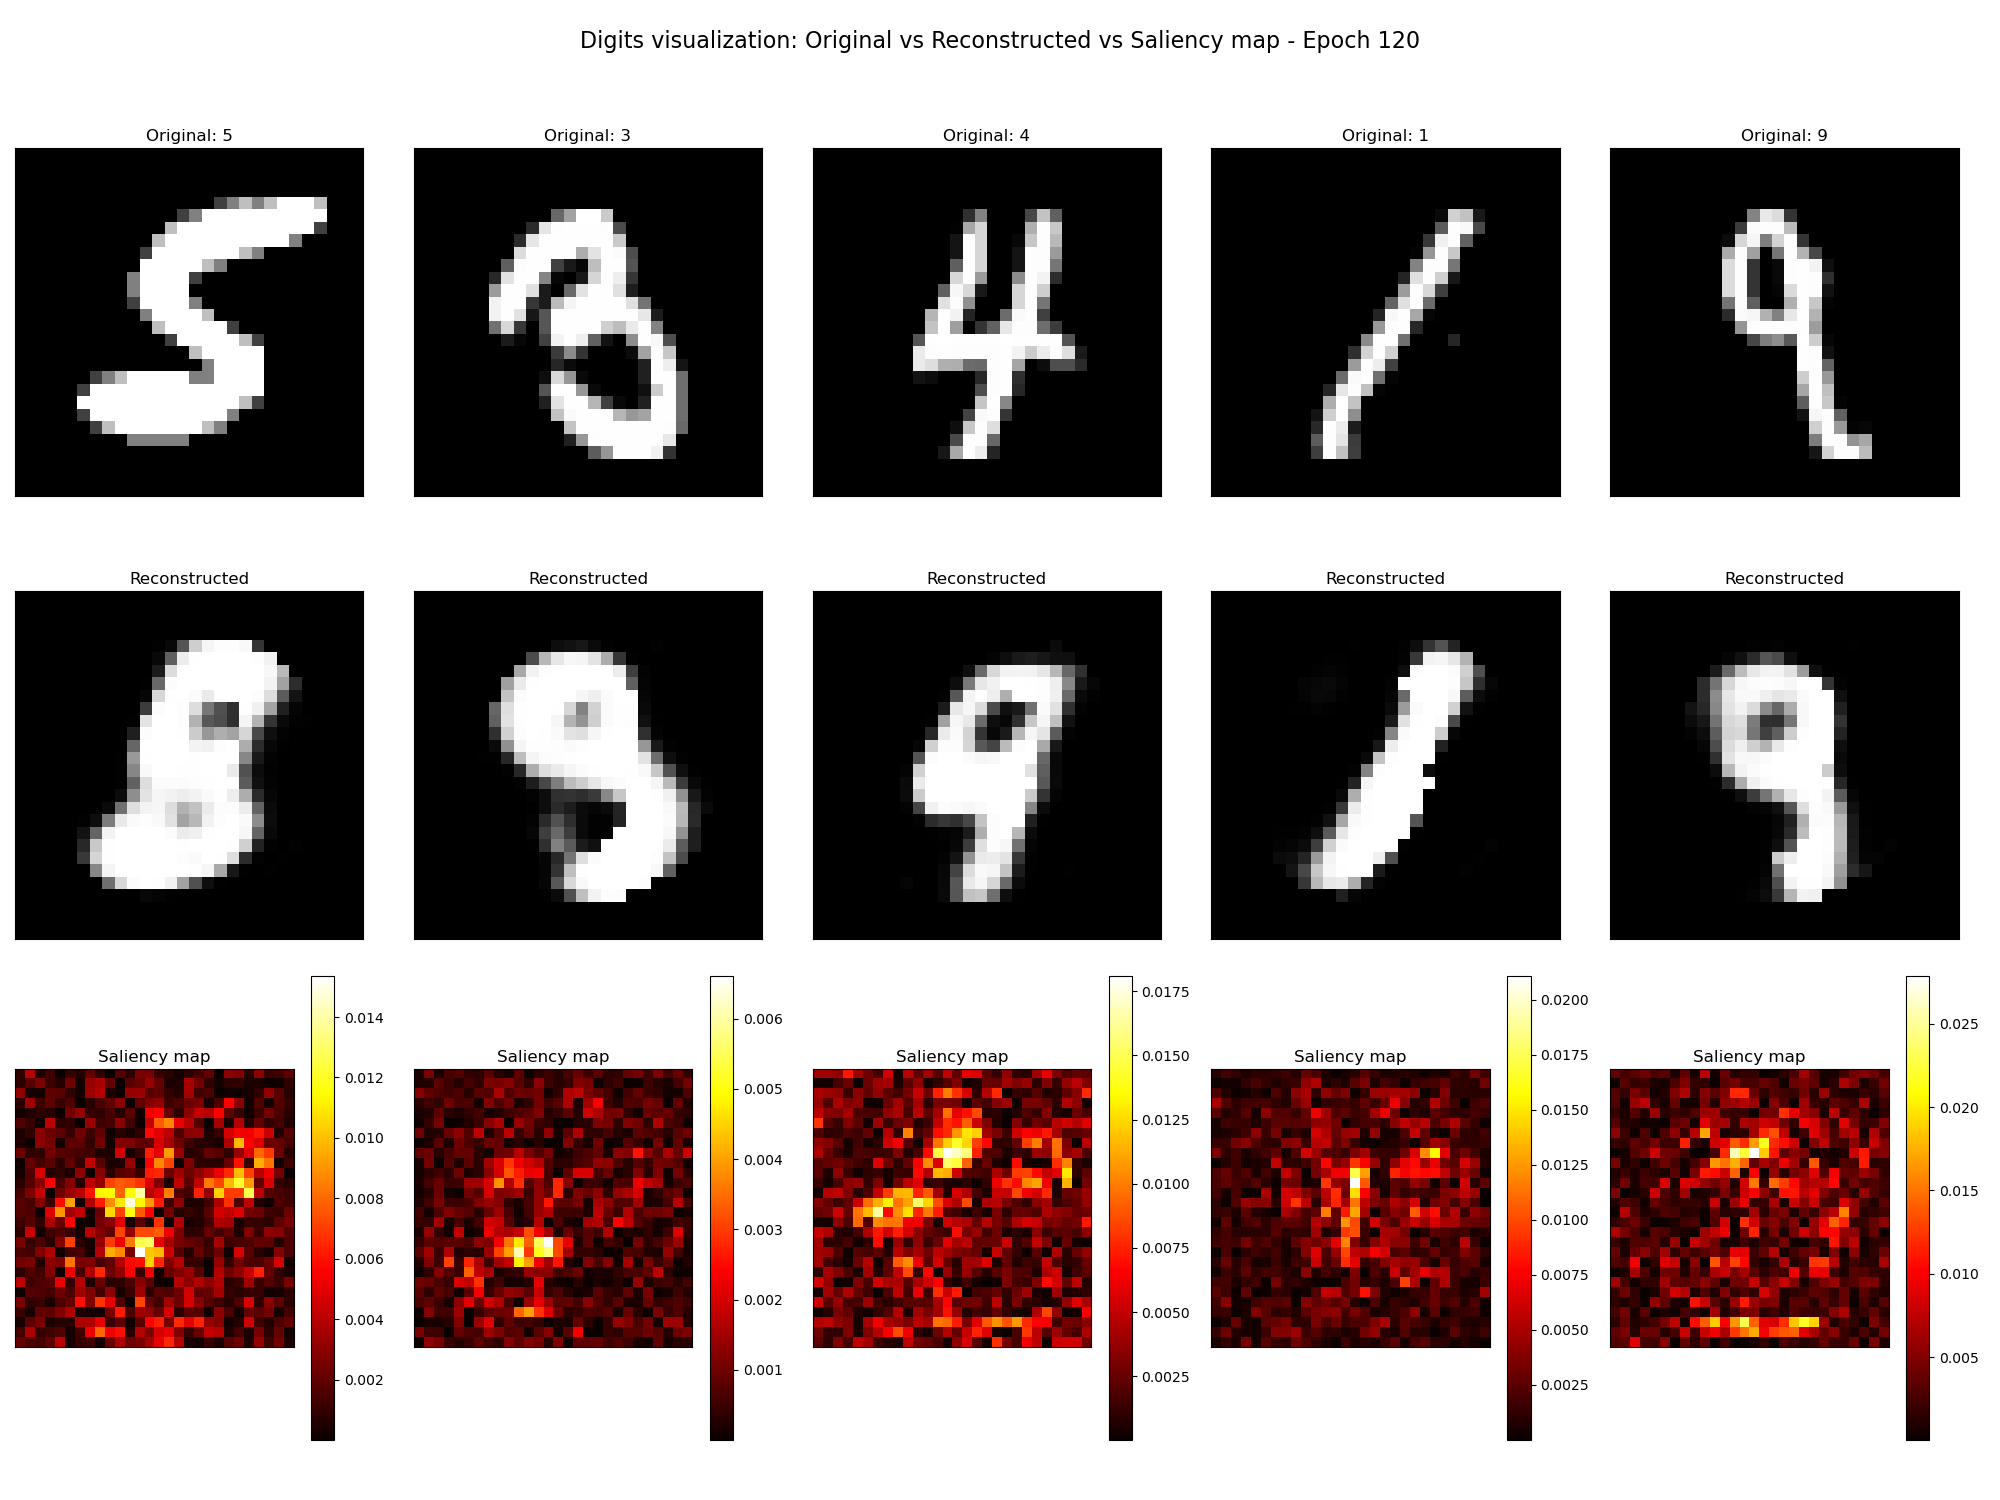 Digits visualization: Original vs Reconstructed vs Saliency map - Epoch 120
Original: 5
Original: 3
Original: 4
Original: 1
Original: 9
Reconstructed
Reconstructed
Reconstructed
Reconstructed
Reconstructed
Saliency map
0.014
0.012
0.010
0.008
0.006
0.004
0.002
Saliency map
0.006
0.005
0.004
0.003
0.002
0.001
Saliency map
0.0175
0.0150
0.0125
0.0100
0.0075
0.0050
0.0025
Saliency map
0.0200
0.0175
0.0150
0.0125
0.0100
0.0075
0.0050
0.0025
Saliency map
0.025
0.020
0.015
0.010
0.005